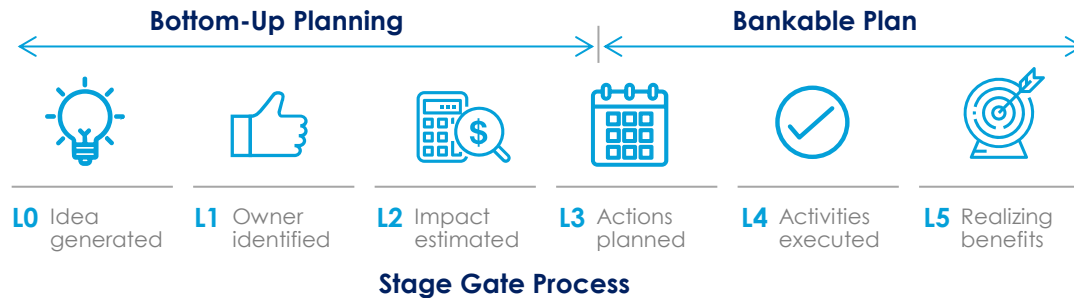 Bottom-Up Planning
Bankable Plan
$
L0 Idea
generated
L1 Owner
identified
L2 Impact
estimated
L3 Actions
planned
L4 Activities
executed
L5 Realizing
benefits
Stage Gate Process